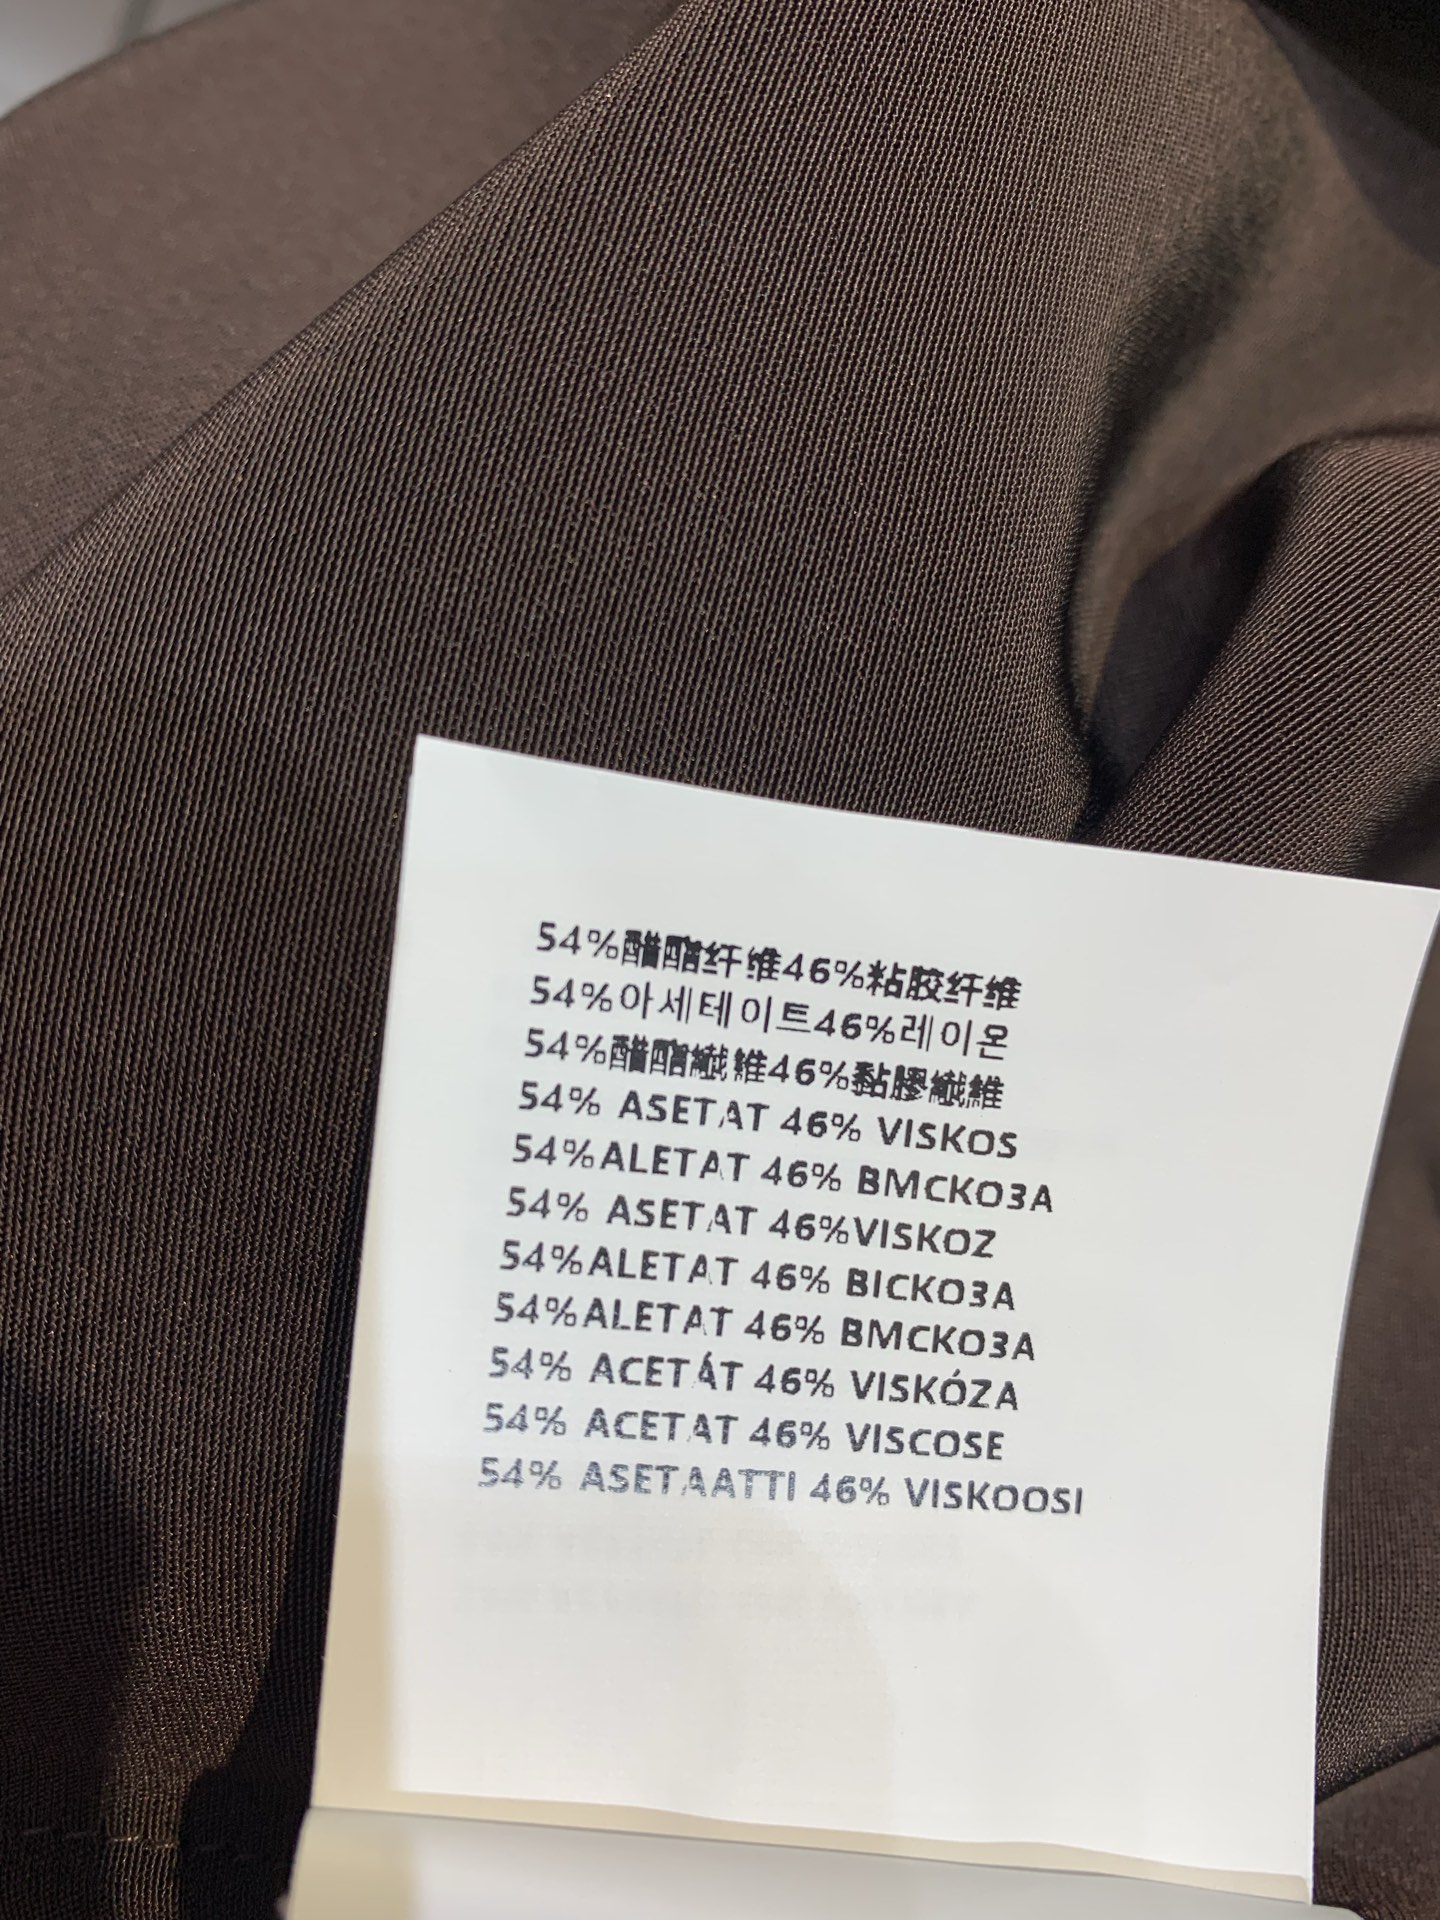 54%醋酯纤维46%粘胶纤维
54%아세테이트46%레이온
54%醋酯纖維46%黏膠纖維
54% ASETAT 46% VISKOS
54%ALETAT 46% BMCKO3A
54% ASETAT 46%VISKOZ
54%ALETAT 46% BICKO3A
54%ALETAT 46% BMCKO3A
54% ACETÁT 46% VISKÓZA
54% ACETAT 46% VISCOSE
54% ASETAATTI 46% VISKOOSI